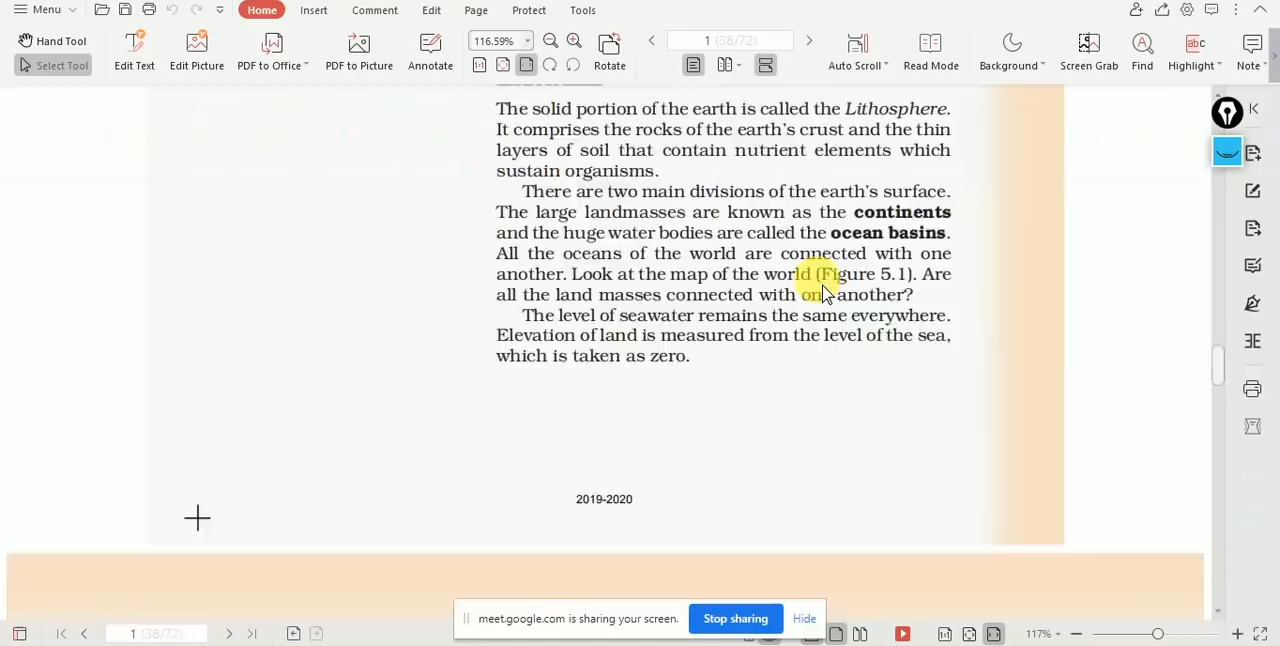 Menu
Home
Insert
Comment
Edit
Page
Protect
Tools
Hand Tool
Select Tool
Edit Text
Edit Picture
PDF to Office
PDF to Picture
Annotate
116.59%
Rotate
1 (38/72)
Auto Scroll
Read Mode
Background
Screen Grab
Find
Highlight
Note
The solid portion of the earth is called the Lithosphere.
It comprises the rocks of the earth's crust and the thin
layers of soil that contain nutrient elements which
sustain organisms.
There are two main divisions of the earth's surface.
The large landmasses are known as the continents
and the huge water bodies are called the ocean basins.
All the oceans of the world are connected with one
another. Look at the map of the world (Figure 5.1). Are
all the land masses connected with one another?
The level of seawater remains the same everywhere.
Elevation of land is measured from the level of the sea,
which is taken as zero.
2019-2020
meet.google.com is sharing your screen.
Stop sharing
Hide
1 (38/72)
117%